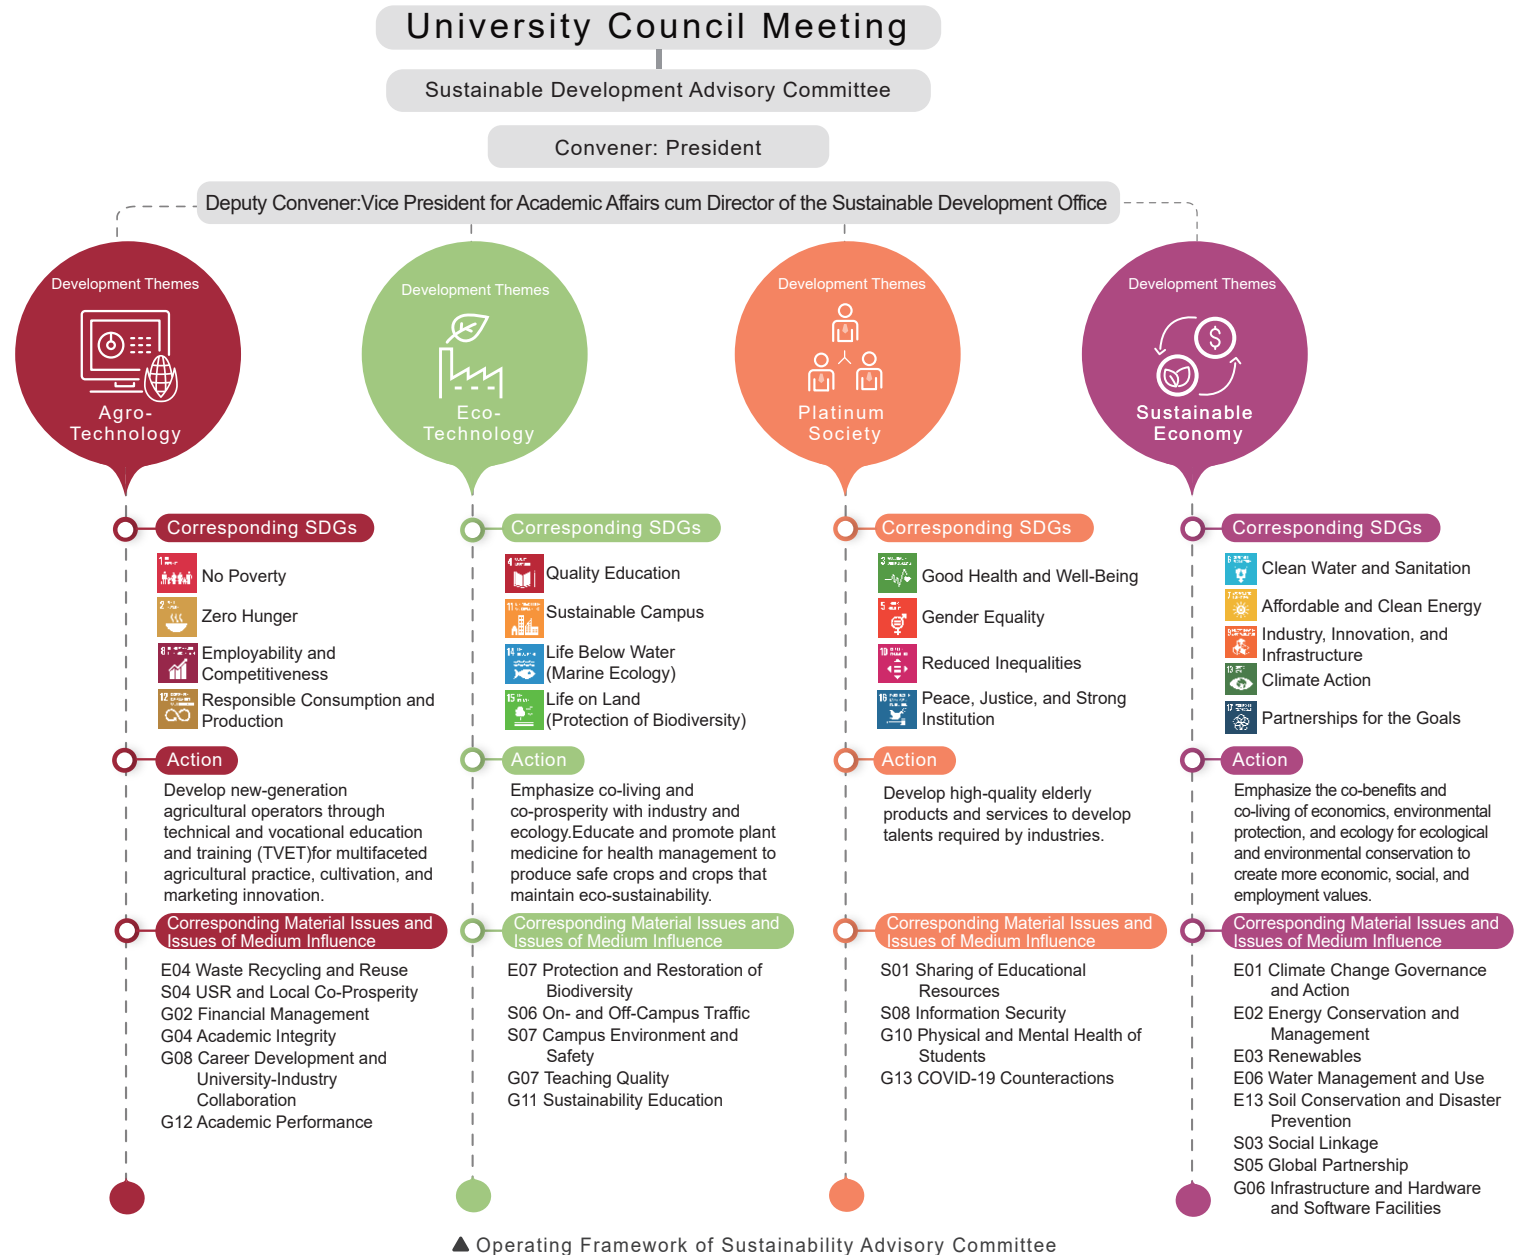 University Council Meeting
Sustainable Development Advisory Committee
Convener: President
Deputy Convener:Vice President for Academic Affairs cum Director of the Sustainable Development Office
Development Themes
Agro-
Technology
Corresponding SDGs
1
No Poverty
2
Zero Hunger
8
Employability and
Competitiveness
12
Responsible Consumption and
Production
Action
Develop new-generation
agricultural operators through
technical and vocational education
and training (TVET)for multifaceted
agricultural practice, cultivation, and
marketing innovation.
Corresponding Material Issues and
Issues of Medium Influence
E04 Waste Recycling and Reuse
S04 USR and Local Co-Prosperity
G02 Financial Management
G04 Academic Integrity
G08 Career Development and
University-Industry
Collaboration
G12 Academic Performance
Development Themes
Eco-
Technology
Corresponding SDGs
4
Quality Education
11
Sustainable Campus
14
Life Below Water
(Marine Ecology)
15
Life on Land
(Protection of Biodiversity)
Action
Emphasize co-living and
co-prosperity with industry and
ecology.Educate and promote plant
medicine for health management to
produce safe crops and crops that
maintain eco-sustainability.
Corresponding Material Issues and
Issues of Medium Influence
E07 Protection and Restoration of
Biodiversity
S06 On- and Off-Campus Traffic
S07 Campus Environment and
Safety
G07 Teaching Quality
G11 Sustainability Education
Development Themes
Platinum
Society
Corresponding SDGs
3
Good Health and Well-Being
5
Gender Equality
10
Reduced Inequalities
16
Peace, Justice, and Strong
Institution
Action
Develop high-quality elderly
products and services to develop
talents required by industries.
Corresponding Material Issues and
Issues of Medium Influence
S01 Sharing of Educational
Resources
S08 Information Security
G10 Physical and Mental Health of
Students
G13 COVID-19 Counteractions
Development Themes
$
Sustainable
Economy
Corresponding SDGs
6
Clean Water and Sanitation
7
Affordable and Clean Energy
9
Industry, Innovation, and
Infrastructure
13
Climate Action
17
Partnerships for the Goals
Action
Emphasize the co-benefits and
co-living of economics, environmental
protection, and ecology for ecological
and environmental conservation to
create more economic, social, and
employment values.
Corresponding Material Issues and
Issues of Medium Influence
E01 Climate Change Governance
and Action
E02 Energy Conservation and
Management
E03 Renewables
E06 Water Management and Use
E13 Soil Conservation and Disaster
Prevention
S03 Social Linkage
S05 Global Partnership
G06 Infrastructure and Hardware
and Software Facilities
▲ Operating Framework of Sustainability Advisory Committee